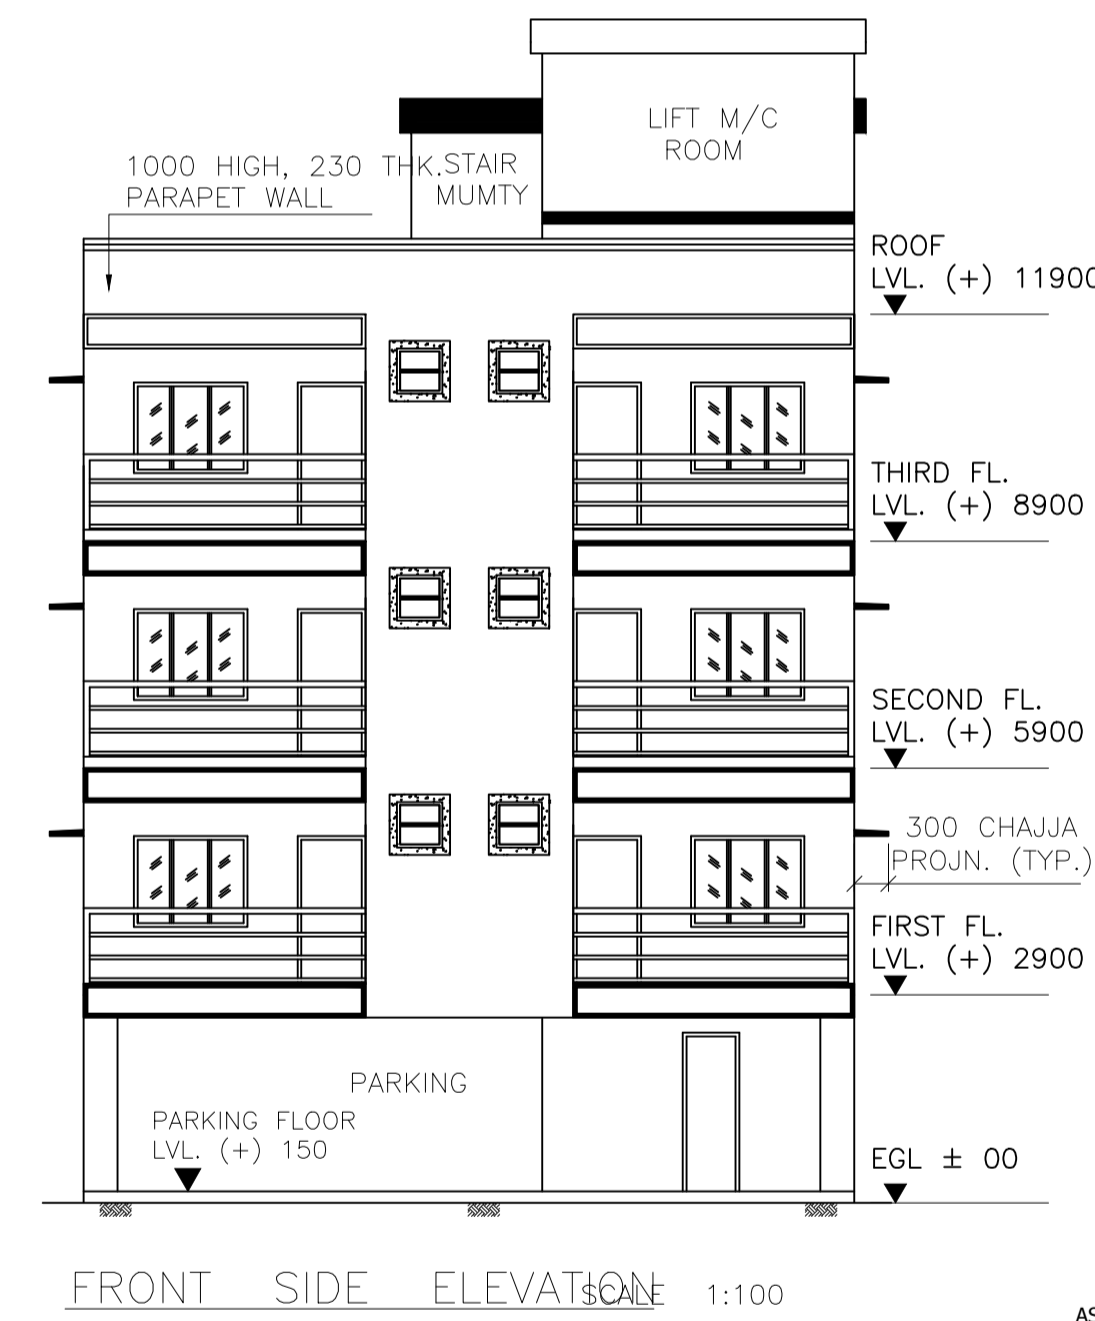 LIFT M/C
ROOM
1000 HIGH, 230 THK.
PARAPET WALL
STAIR
MUMTY
ROOF
LVL. (+) 11900
THIRD FL.
LVL. (+) 8900
SECOND FL.
LVL. (+) 5900
300 CHAJJA
PROJN. (TYP.)
FIRST FL.
LVL. (+) 2900
PARKING
PARKING FLOOR
LVL. (+) 150
EGL ± 00
FRONT SIDE ELEVATION
SCALE 1:100
AS